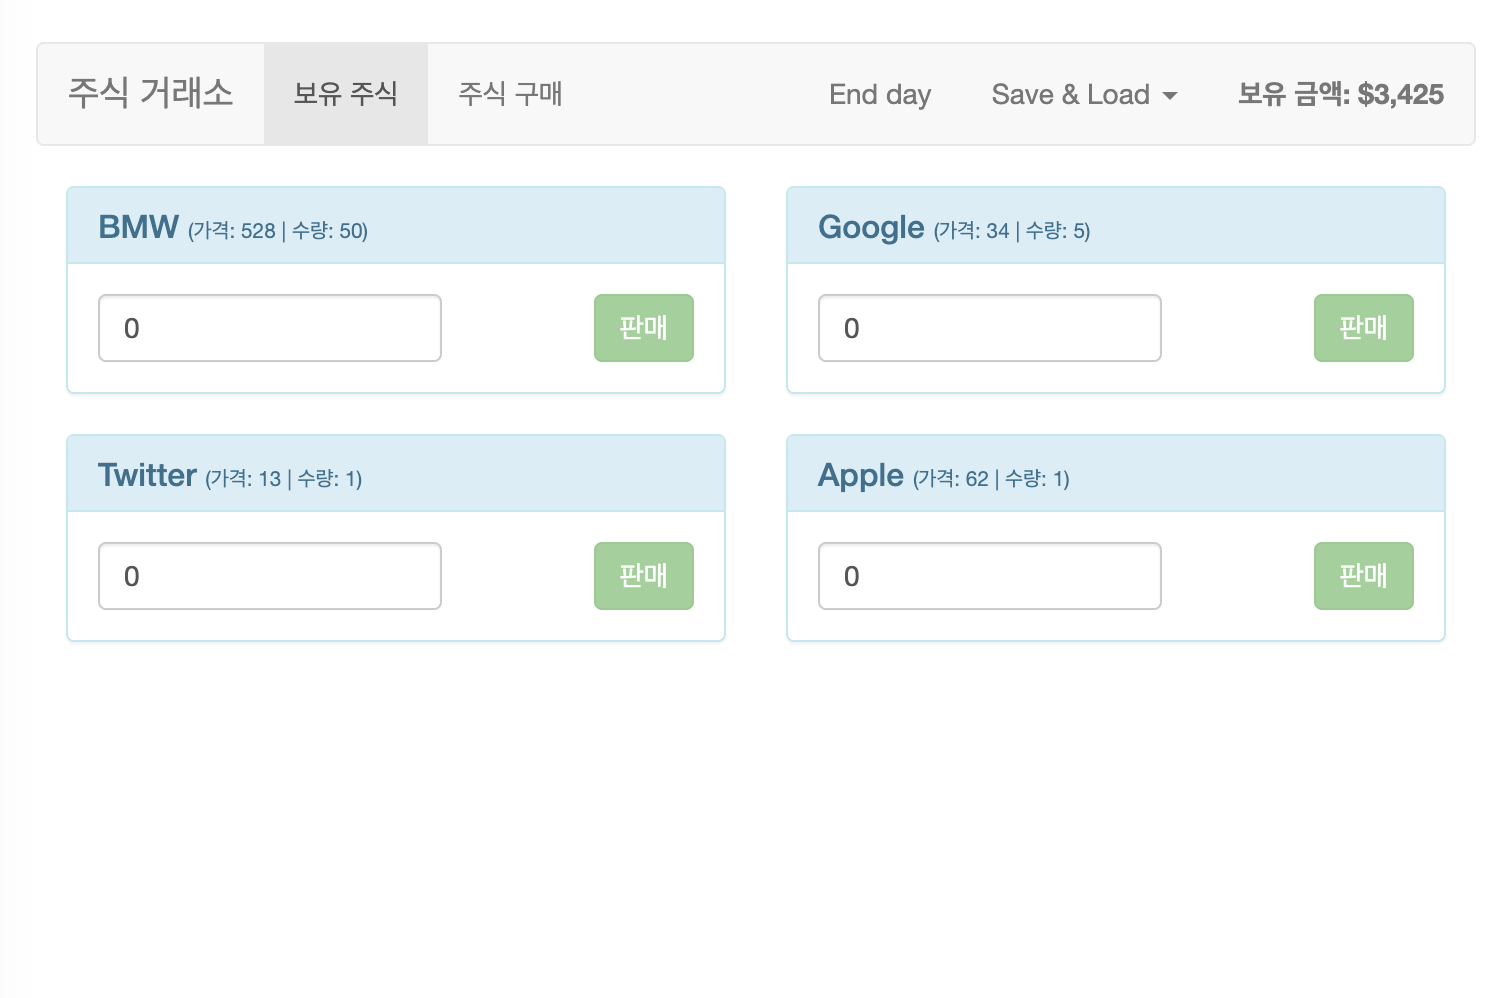 주식 거래소 보유 주식 주식 구매 End day Save & Load 보유 금액: $3,425
BMW (가격: 528 | 수량: 50)
0 판매
Google (가격: 34 | 수량: 5)
0 판매
Twitter (가격: 13 | 수량: 1)
0 판매
Apple (가격: 62 | 수량: 1)
0 판매